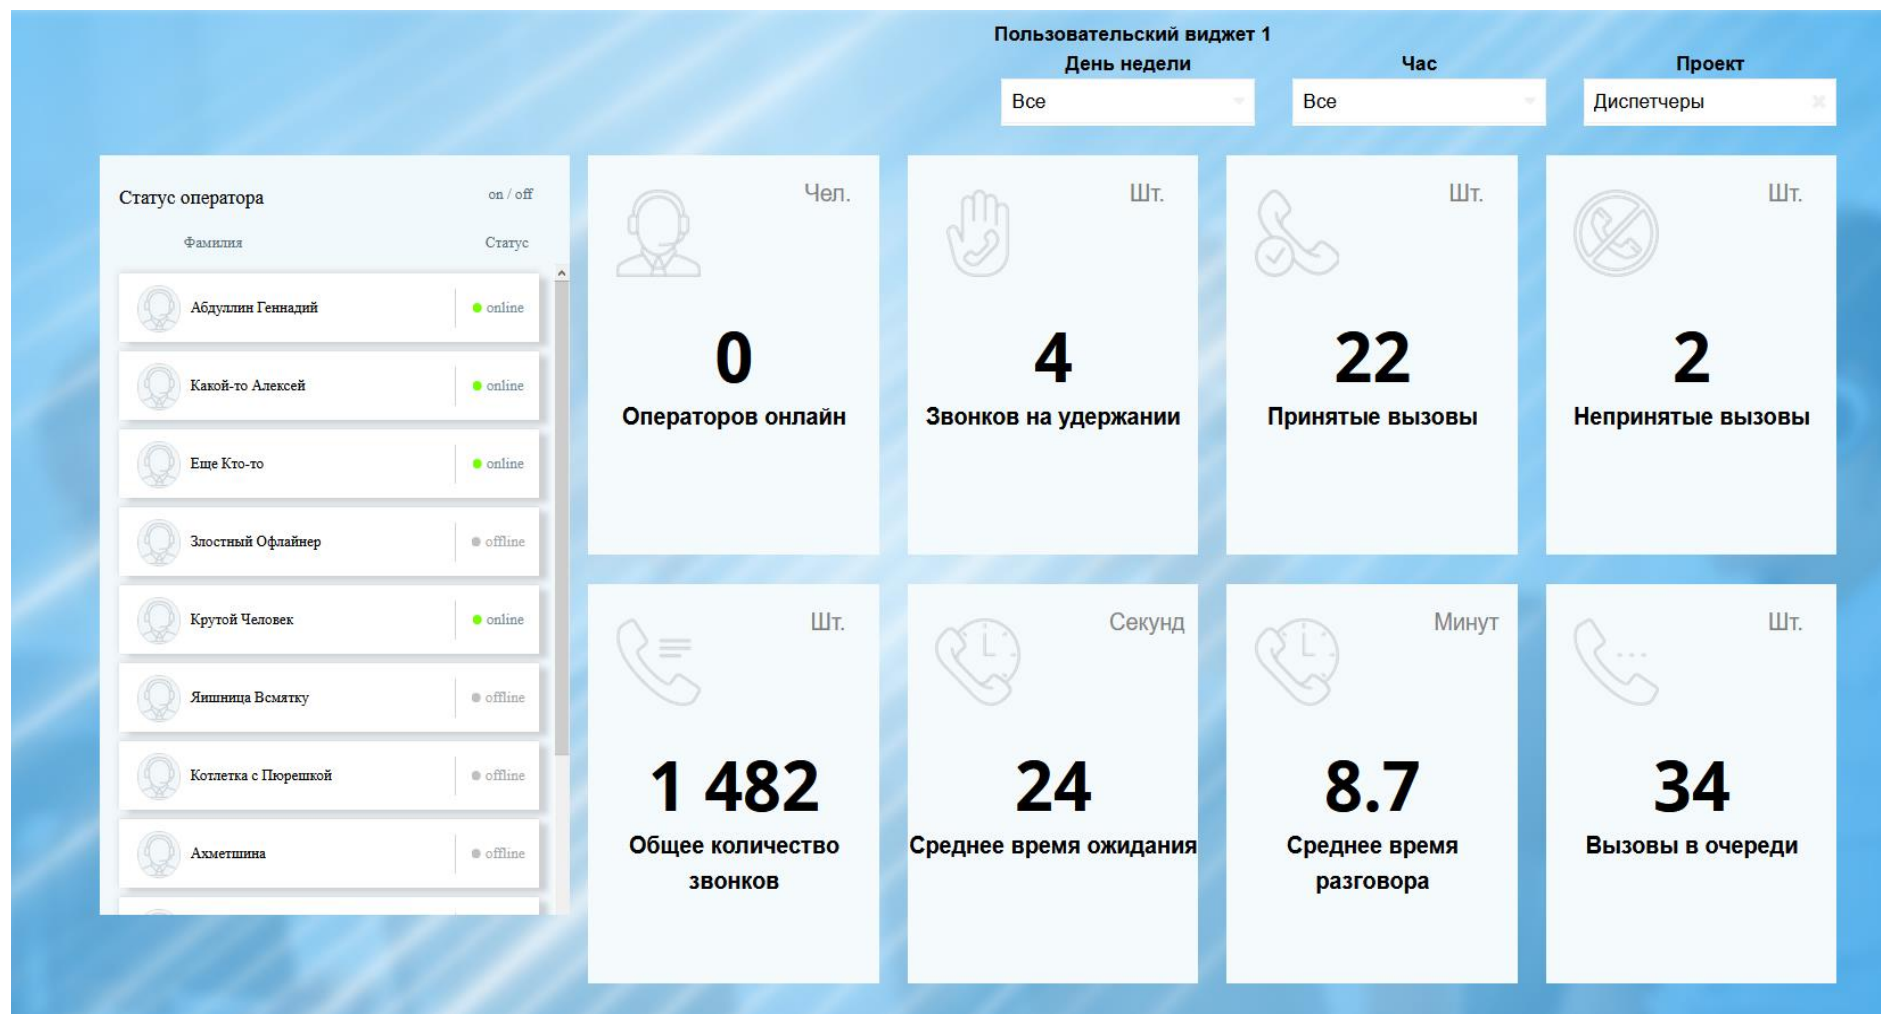 Пользовательский виджет 1
День недели
Час
Проект
Все
Все
Диспетчеры
Статус оператора
on / off
Фамилия
Статус
Абдуллин Геннадий
online
Какой-то Алексей
online
Еще Кто-то
online
Злостный Офлайнер
offline
Крутой Человек
online
Яишница Всмятку
offline
Котлетка с Пюрешкой
offline
Ахметшина
offline
Чел.
0
Операторов онлайн
Шт.
4
Звонков на удержании
Шт.
22
Принятые вызовы
Шт.
2
Непринятые вызовы
Шт.
1 482
Общее количество
звонков
Секунд
24
Среднее время ожидания
Минут
8.7
Среднее время
разговора
Шт.
34
Вызовы в очереди